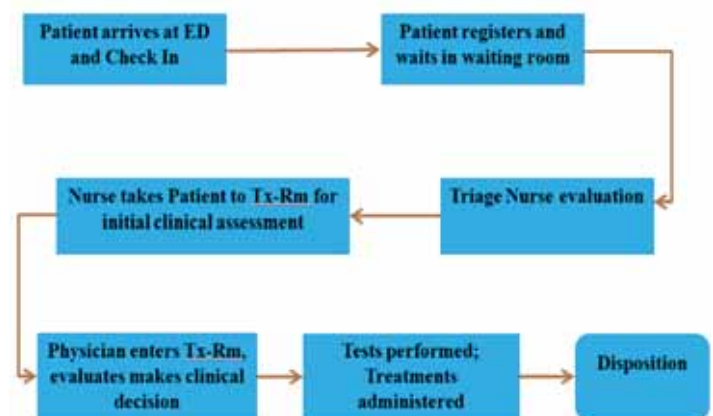 Patient arrives at ED
and Check In
Patient registers and
waits in waiting room
Triage Nurse evaluation
Nurse takes Patient to Tx-Rm for
initial clinical assessment
Physician enters Tx-Rm,
evaluates makes clinical
decision
Tests performed;
Treatments
administered
Disposition